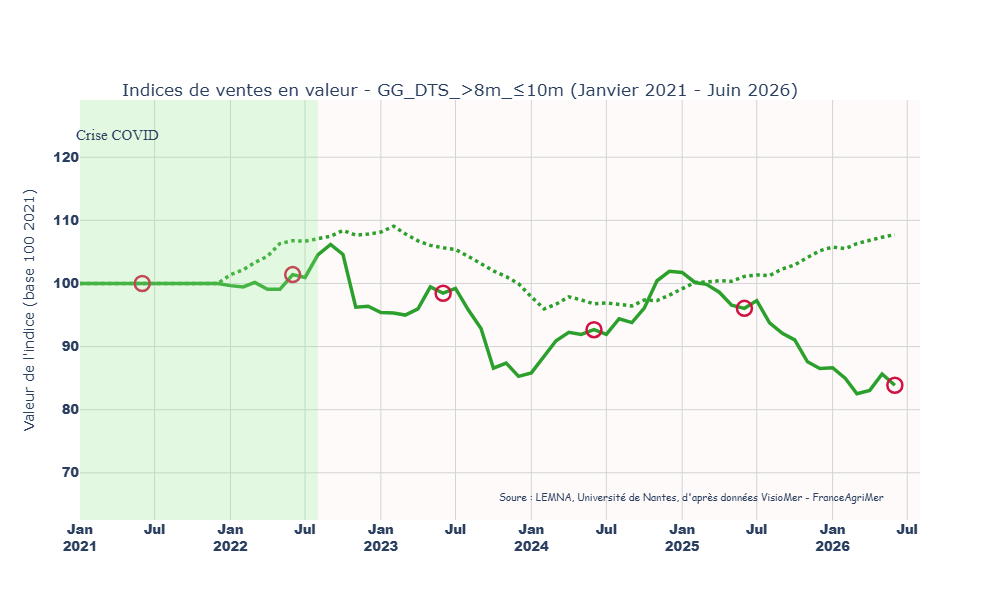 Indices de ventes en valeur - GG_DTS_>8m_≤10m (Janvier 2021 - Juin 2026)
Crise COVID
Valeur de l'Indice (base 100 2021)
120
110
100
90
80
70
Soure : LEMNA, Université de Nantes, d'après données VisioMer - FranceAgriMer
Jan Jul Jan Jul Jan Jul Jan Jul Jan Jul Jan Jul
2021 2022 2023 2024 2025 2026